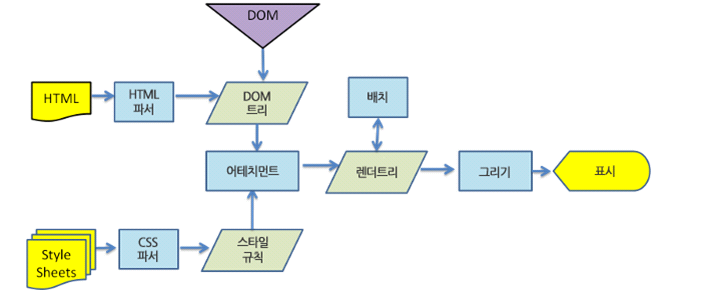 DOM
HTML
HTML
파서
DOM
트리
배치
어테치먼트
렌더트리
그리기
표시
Style
Sheets
CSS
파서
스타일
규칙